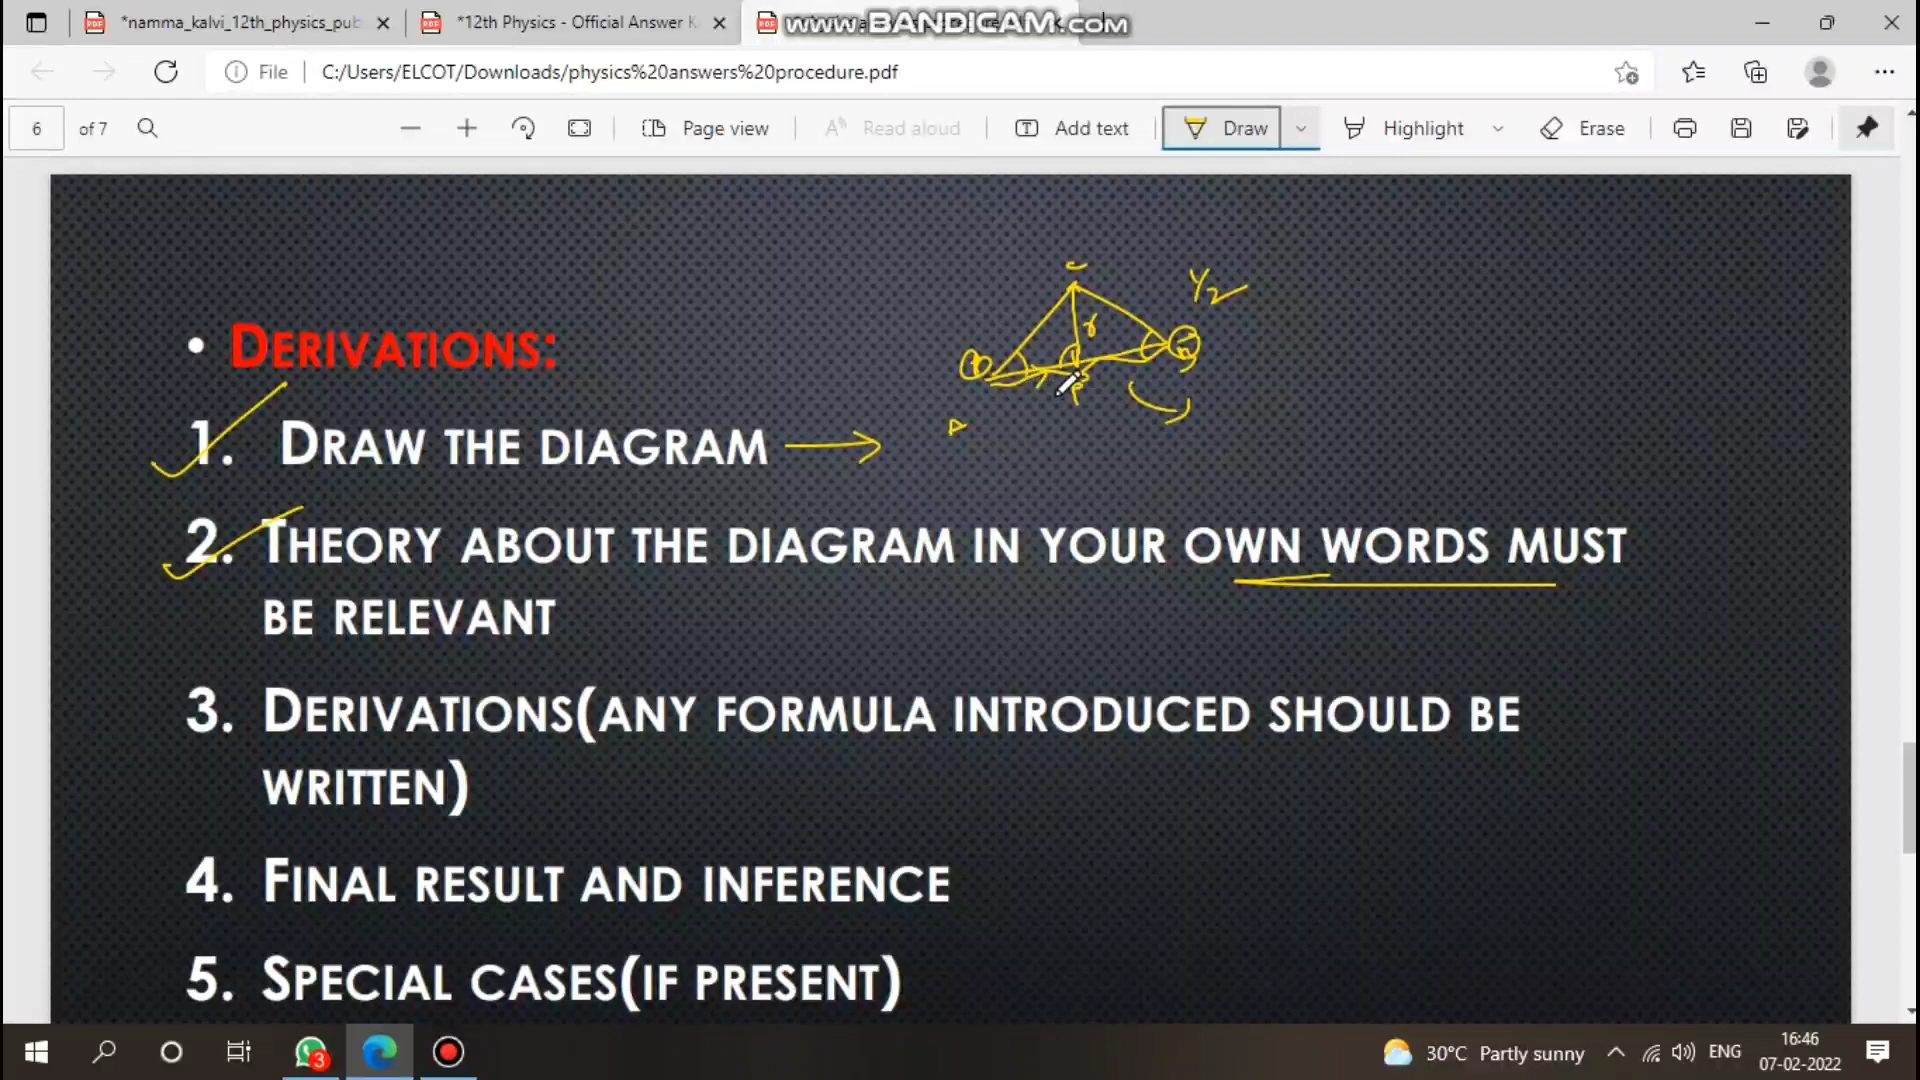 *namma_kalvi_12th_physics_pub
*12th Physics - Official Answer K
www.BANDICAM.com
File
C:/Users/ELCOT/Downloads/physics%20answers%20procedure.pdf
6 of 7
Page view
Read aloud
Add text
Draw
Highlight
Erase
• DERIVATIONS:
1. DRAW THE DIAGRAM
2. THEORY ABOUT THE DIAGRAM IN YOUR OWN WORDS MUST
BE RELEVANT
3. DERIVATIONS(ANY FORMULA INTRODUCED SHOULD BE
WRITTEN)
4. FINAL RESULT AND INFERENCE
5. SPECIAL CASES(IF PRESENT)
3
30°C Partly sunny
ENG
16:46
07-02-2022